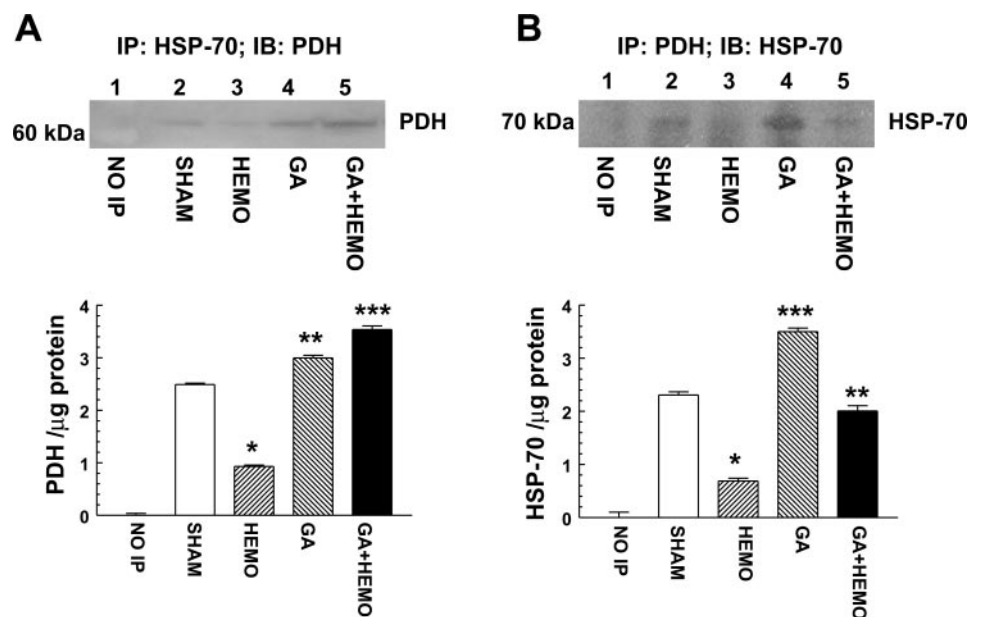 A
IP: HSP-70; IB: PDH
1 2 3 4 5
60 kDa PDH
NO IP SHAM HEMO GA GA+HEMO
PDH /µg protein
4
3
2
1
0
*
**
***
NO IP SHAM HEMO GA GA+HEMO
B
IP: PDH; IB: HSP-70
1 2 3 4 5
70 kDa HSP-70
NO IP SHAM HEMO GA GA+HEMO
HSP-70 /µg protein
4
3
2
1
0
*
***
**
NO IP SHAM HEMO GA GA+HEMO